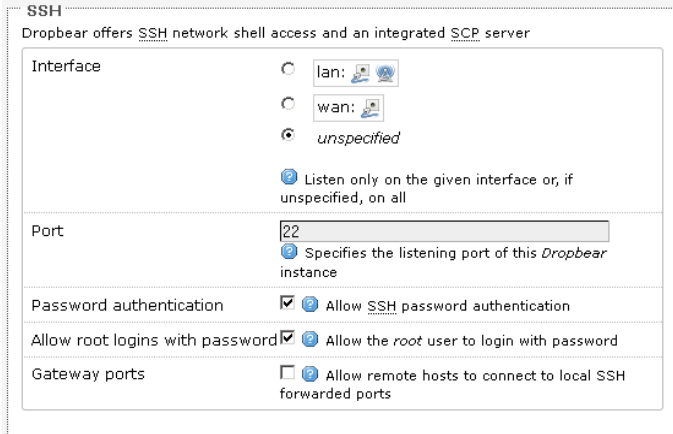 SSH
Dropbear offers SSH network shell access and an integrated SCP server
Interface
lan:
wan:
unspecified
Listen only on the given interface or, if
unspecified, on all
Port
22
Specifies the listening port of this Dropbear
instance
Password authentication
Allow SSH password authentication
Allow root logins with password
Allow the root user to login with password
Gateway ports
Allow remote hosts to connect to local SSH
forwarded ports